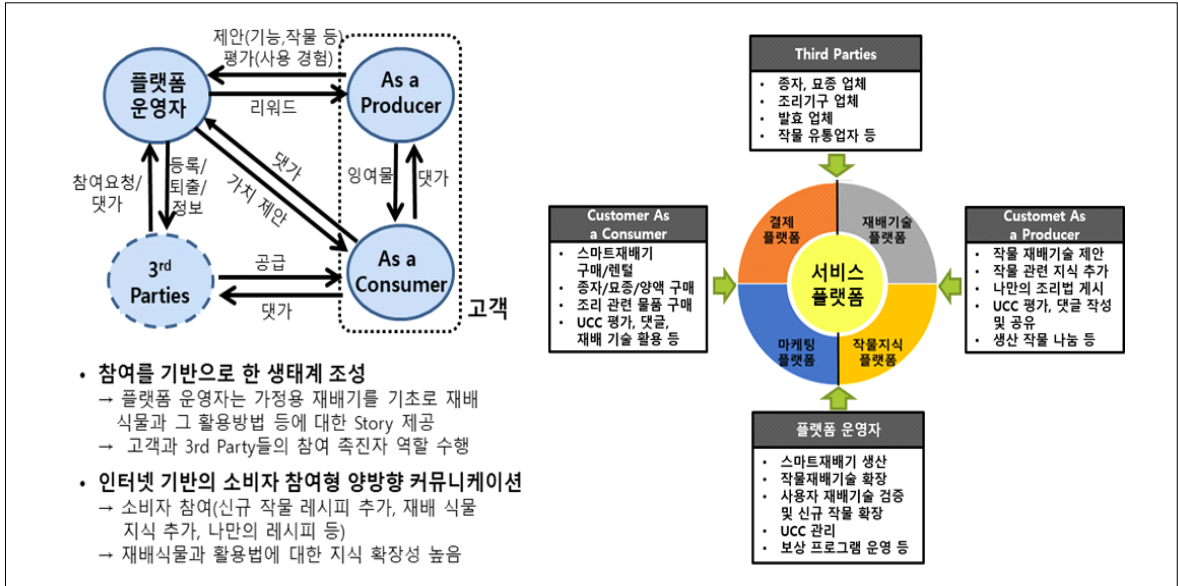 제안(기능,작물 등)
평가(사용 경험)
플랫폼
운영자
As a
Producer
리워드
참여요청/
댓가
등록/
퇴출/
정보
댓가
가치 제안
잉여물
댓가
3rd
Parties
공급
댓가
As a
Consumer
고객
• 참여를 기반으로 한 생태계 조성
→ 플랫폼 운영자는 가정용 재배기를 기초로 재배
식물과 그 활용방법 등에 대한 Story 제공
→ 고객과 3rd Party들의 참여 촉진자 역할 수행
• 인터넷 기반의 소비자 참여형 양방향 커뮤니케이션
→ 소비자 참여(신규 작물 레시피 추가, 재배 식물
지식 추가, 나만의 레시피 등)
→ 재배식물과 활용법에 대한 지식 확장성 높음
Third Parties
• 종자, 묘종 업체
• 조리기구 업체
• 발효 업체
• 작물 유통업자 등
Customer As
a Consumer
• 스마트재배기
구매/렌털
• 종자/묘종/양액 구매
• 조리 관련 물품 구매
• UCC 평가, 댓글,
재배 기술 활용 등
결제
플랫폼
재배기술
플랫폼
서비스
플랫폼
마케팅
플랫폼
작물지식
플랫폼
Customet As
a Producer
• 작물 재배기술 제안
• 작물 관련 지식 추가
• 나만의 조리법 게시
• UCC 평가, 댓글 작성
및 공유
• 생산 작물 나눔 등
플랫폼 운영자
• 스마트재배기 생산
• 작물재배기술 확장
• 사용자 재배기술 검증
및 신규 작물 확장
• UCC 관리
• 보상 프로그램 운영 등